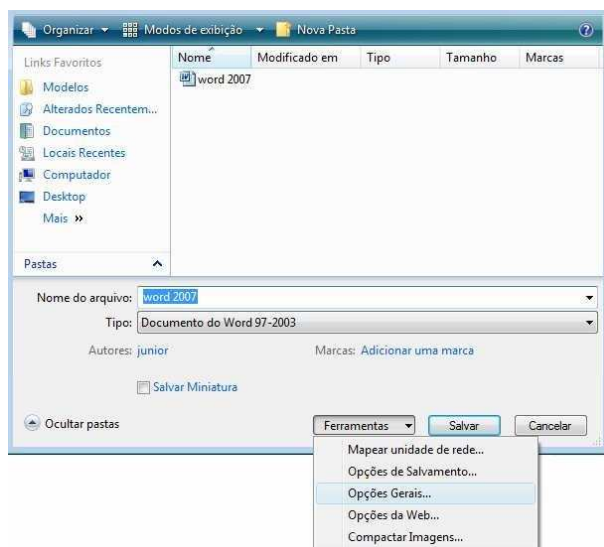 Organizar Modos de exibição Nova Pasta
Links Favoritos
Modelos
Alterados Recentem...
Documentos
Locais Recentes
Computador
Desktop
Mais »
Pastas
Nome Modificado em Tipo Tamanho Marcas
word 2007
Nome do arquivo: word 2007
Tipo: Documento do Word 97-2003
Autores: junior Marcas: Adicionar uma marca
Salvar Miniatura
Ocultar pastas Ferramentas Salvar Cancelar
Mapear unidade de rede...
Opções de Salvamento...
Opções Gerais...
Opções da Web...
Compactar Imagens...